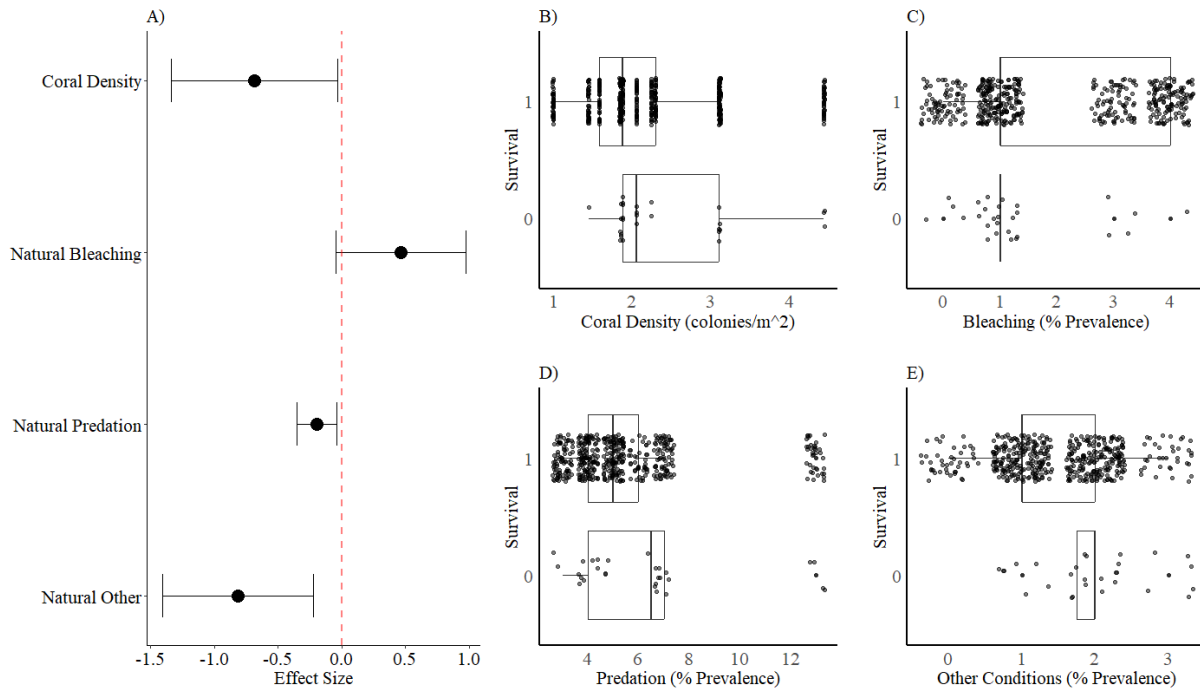 A)
Coral Density
Natural Bleaching
Natural Predation
Natural Other
-1.5 -1.0 -0.5 0.0 0.5 1.0
Effect Size
B)
Survival
1
0
1 2 3 4
Coral Density (colonies/m^2)
C)
Survival
1
0
0 1 2 3 4
Bleaching (% Prevalence)
D)
Survival
1
0
4 6 8 10 12
Predation (% Prevalence)
E)
Survival
1
0
0 1 2 3
Other Conditions (% Prevalence)